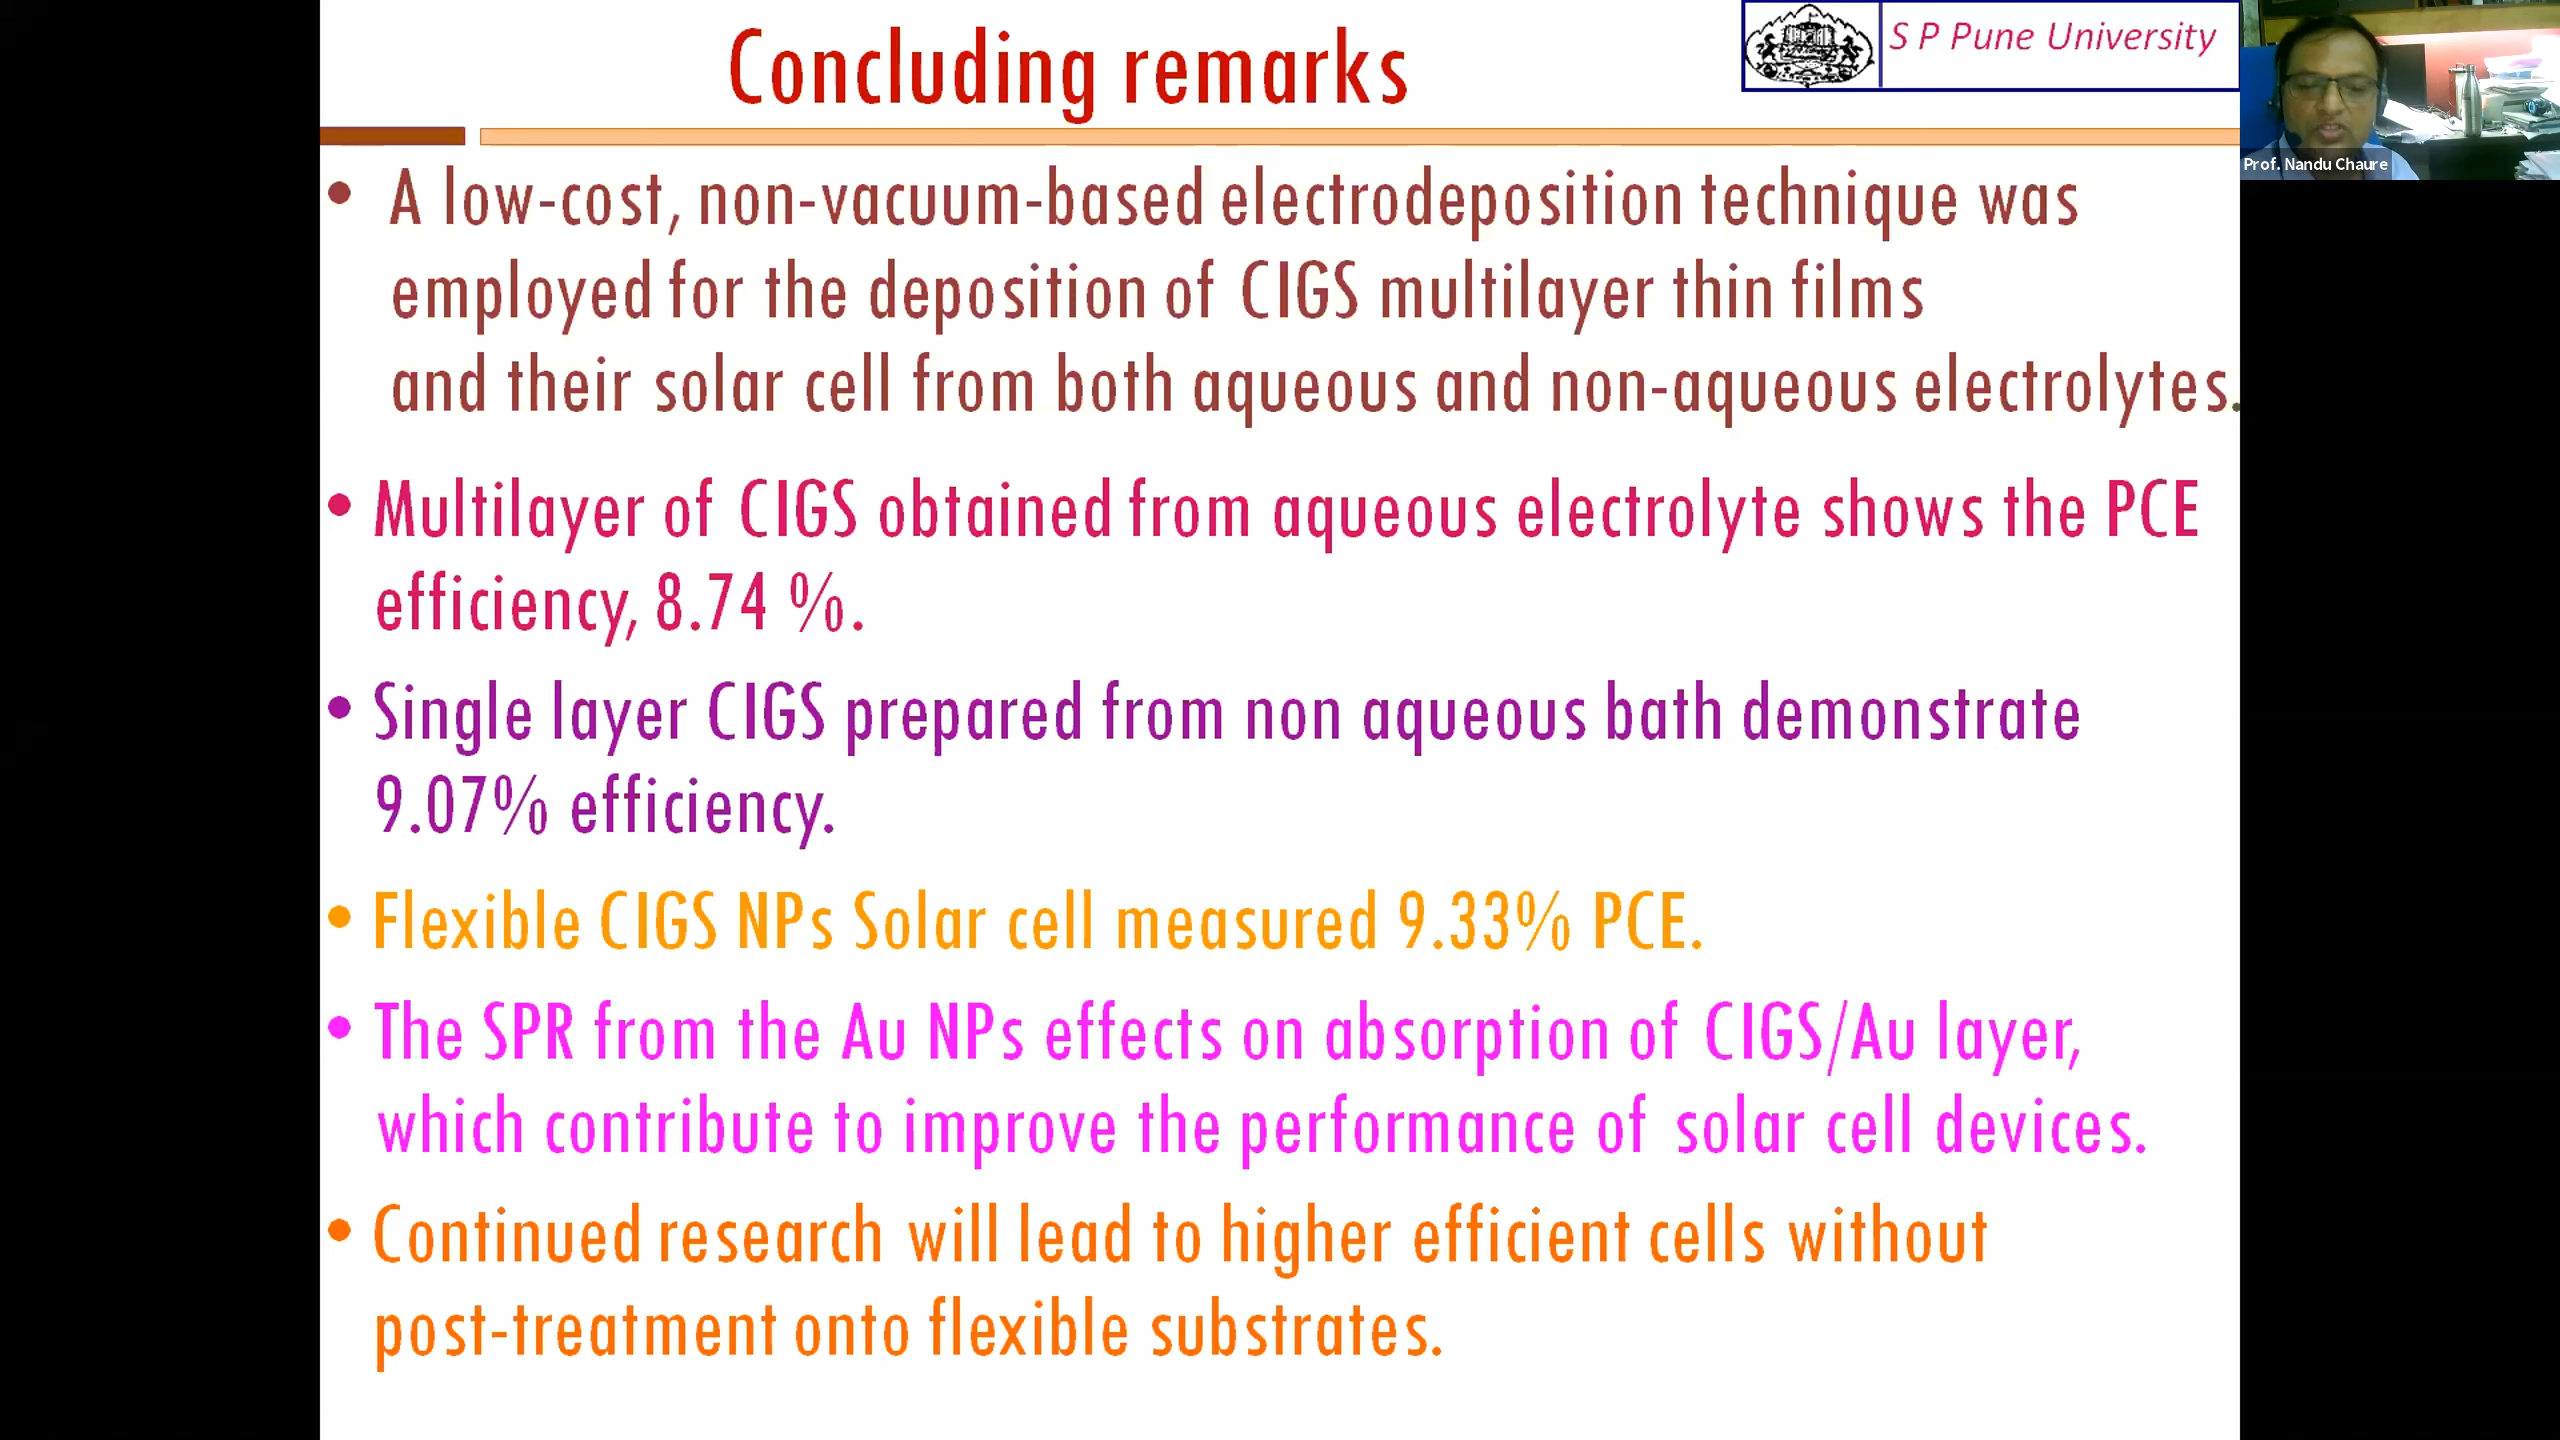 Concluding remarks
S P Pune University
Prof. Nandu Chaure
• A low-cost, non-vacuum-based electrodeposition technique was
employed for the deposition of CIGS multilayer thin films
and their solar cell from both aqueous and non-aqueous electrolytes.
• Multilayer of CIGS obtained from aqueous electrolyte shows the PCE
efficiency, 8.74 %.
• Single layer CIGS prepared from non aqueous bath demonstrate
9.07% efficiency.
• Flexible CIGS NPs Solar cell measured 9.33% PCE.
• The SPR from the Au NPs effects on absorption of CIGS/Au layer,
which contribute to improve the performance of solar cell devices.
• Continued research will lead to higher efficient cells without
post-treatment onto flexible substrates.